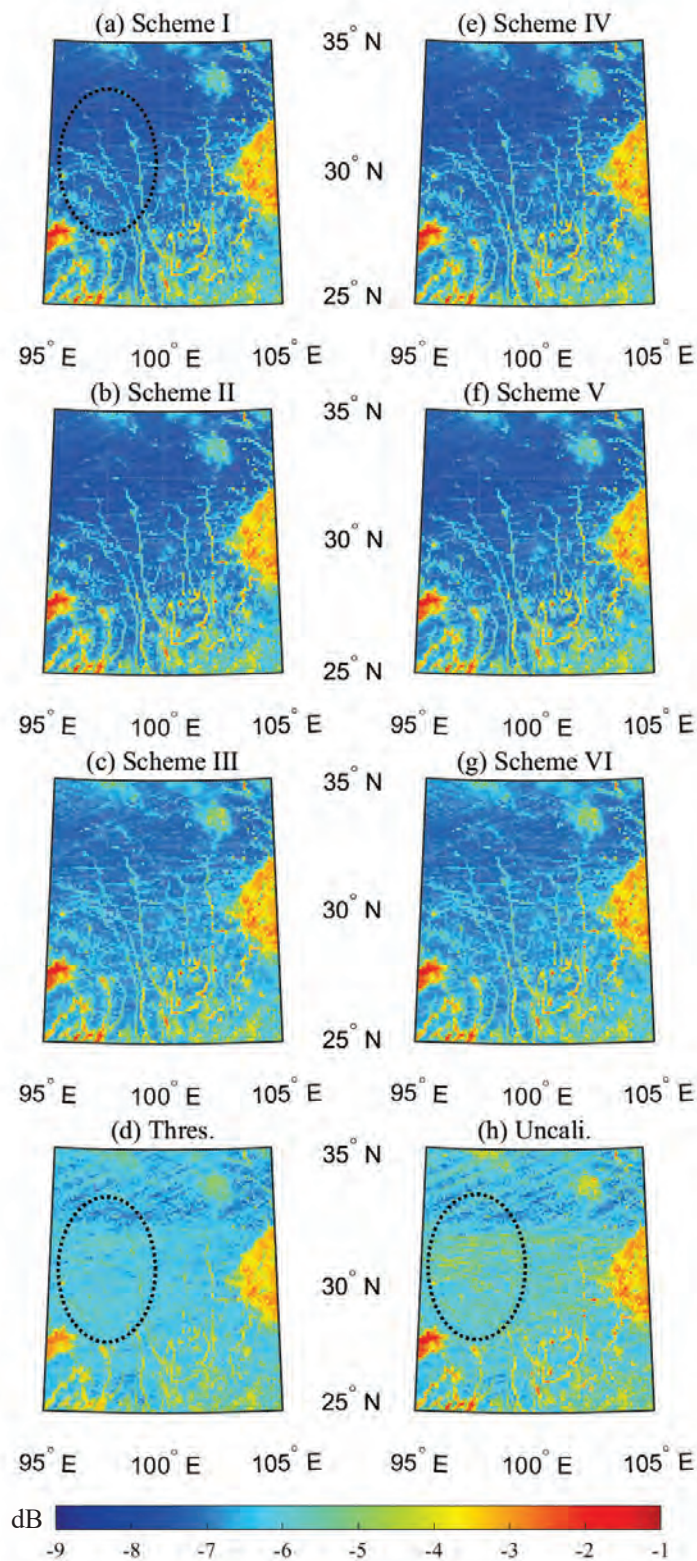 (a) Scheme I
(e) Scheme IV
35° N
30° N
25° N
95° E
100° E
105° E
95° E
100° E
105° E
(b) Scheme II
(f) Scheme V
35° N
30° N
25° N
95° E
100° E
105° E
95° E
100° E
105° E
(c) Scheme III
(g) Scheme VI
35° N
30° N
25° N
95° E
100° E
105° E
95° E
100° E
105° E
(d) Thres.
(h) Uncali.
35° N
30° N
25° N
95° E
100° E
105° E
95° E
100° E
105° E
dB
-9 -8 -7 -6 -5 -4 -3 -2 -1